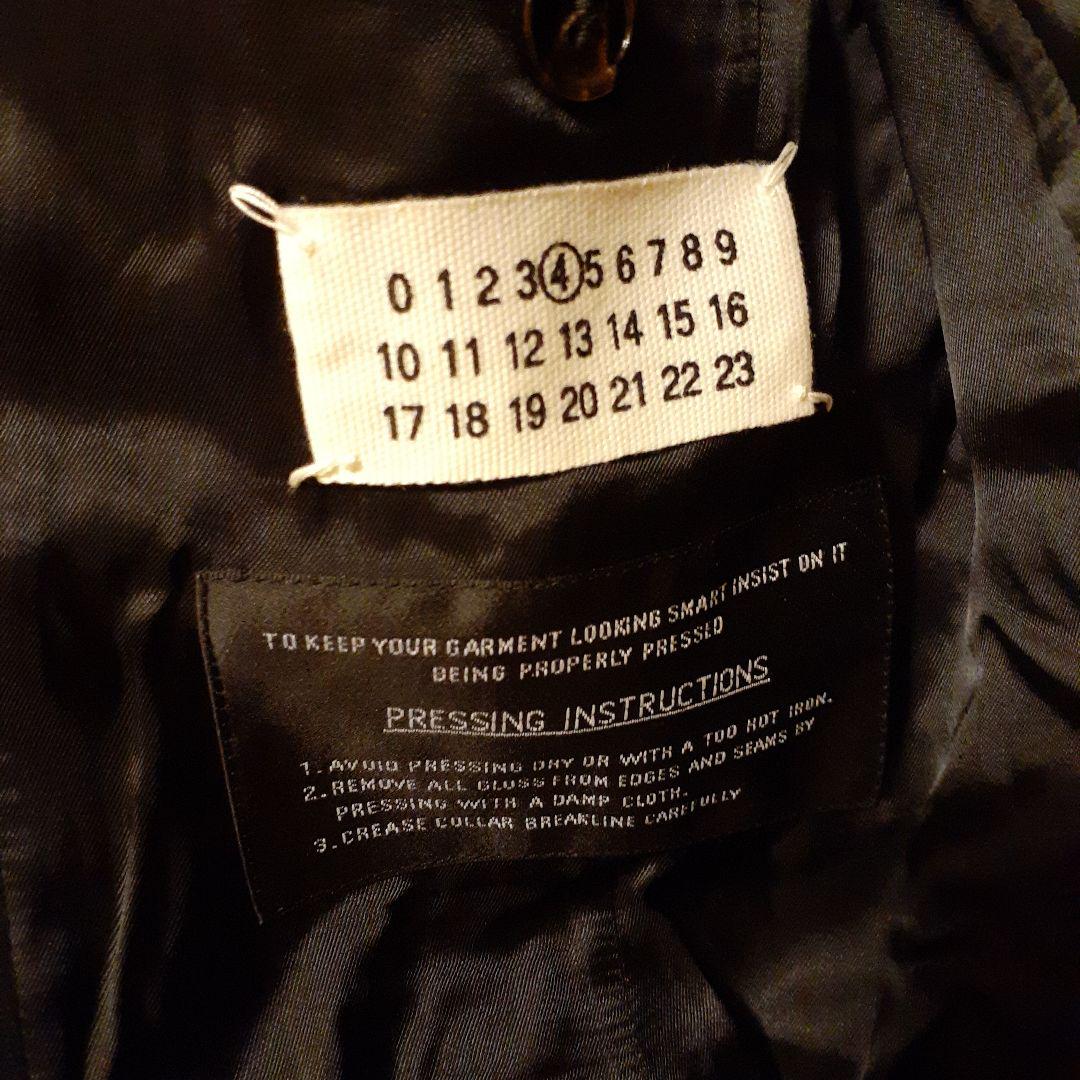 0 1 2 3 4 5 6 7 8 9
10 11 12 13 14 15 16
17 18 19 20 21 22 23
TO KEEP YOUR GARMENT LOOKING SMART INSIST ON IT
BEING PROPERLY PRESSED
PRESSING INSTRUCTIONS
1. AVOID PRESSING DRY OR WITH A TOO HOT IRON.
2. REMOVE ALL GLOSS FROM EDGES AND SEAMS BY
PRESSING WITH A DAMP CLOTH.
3. CREASE COLLAR BREAKLINE CAREFULLY